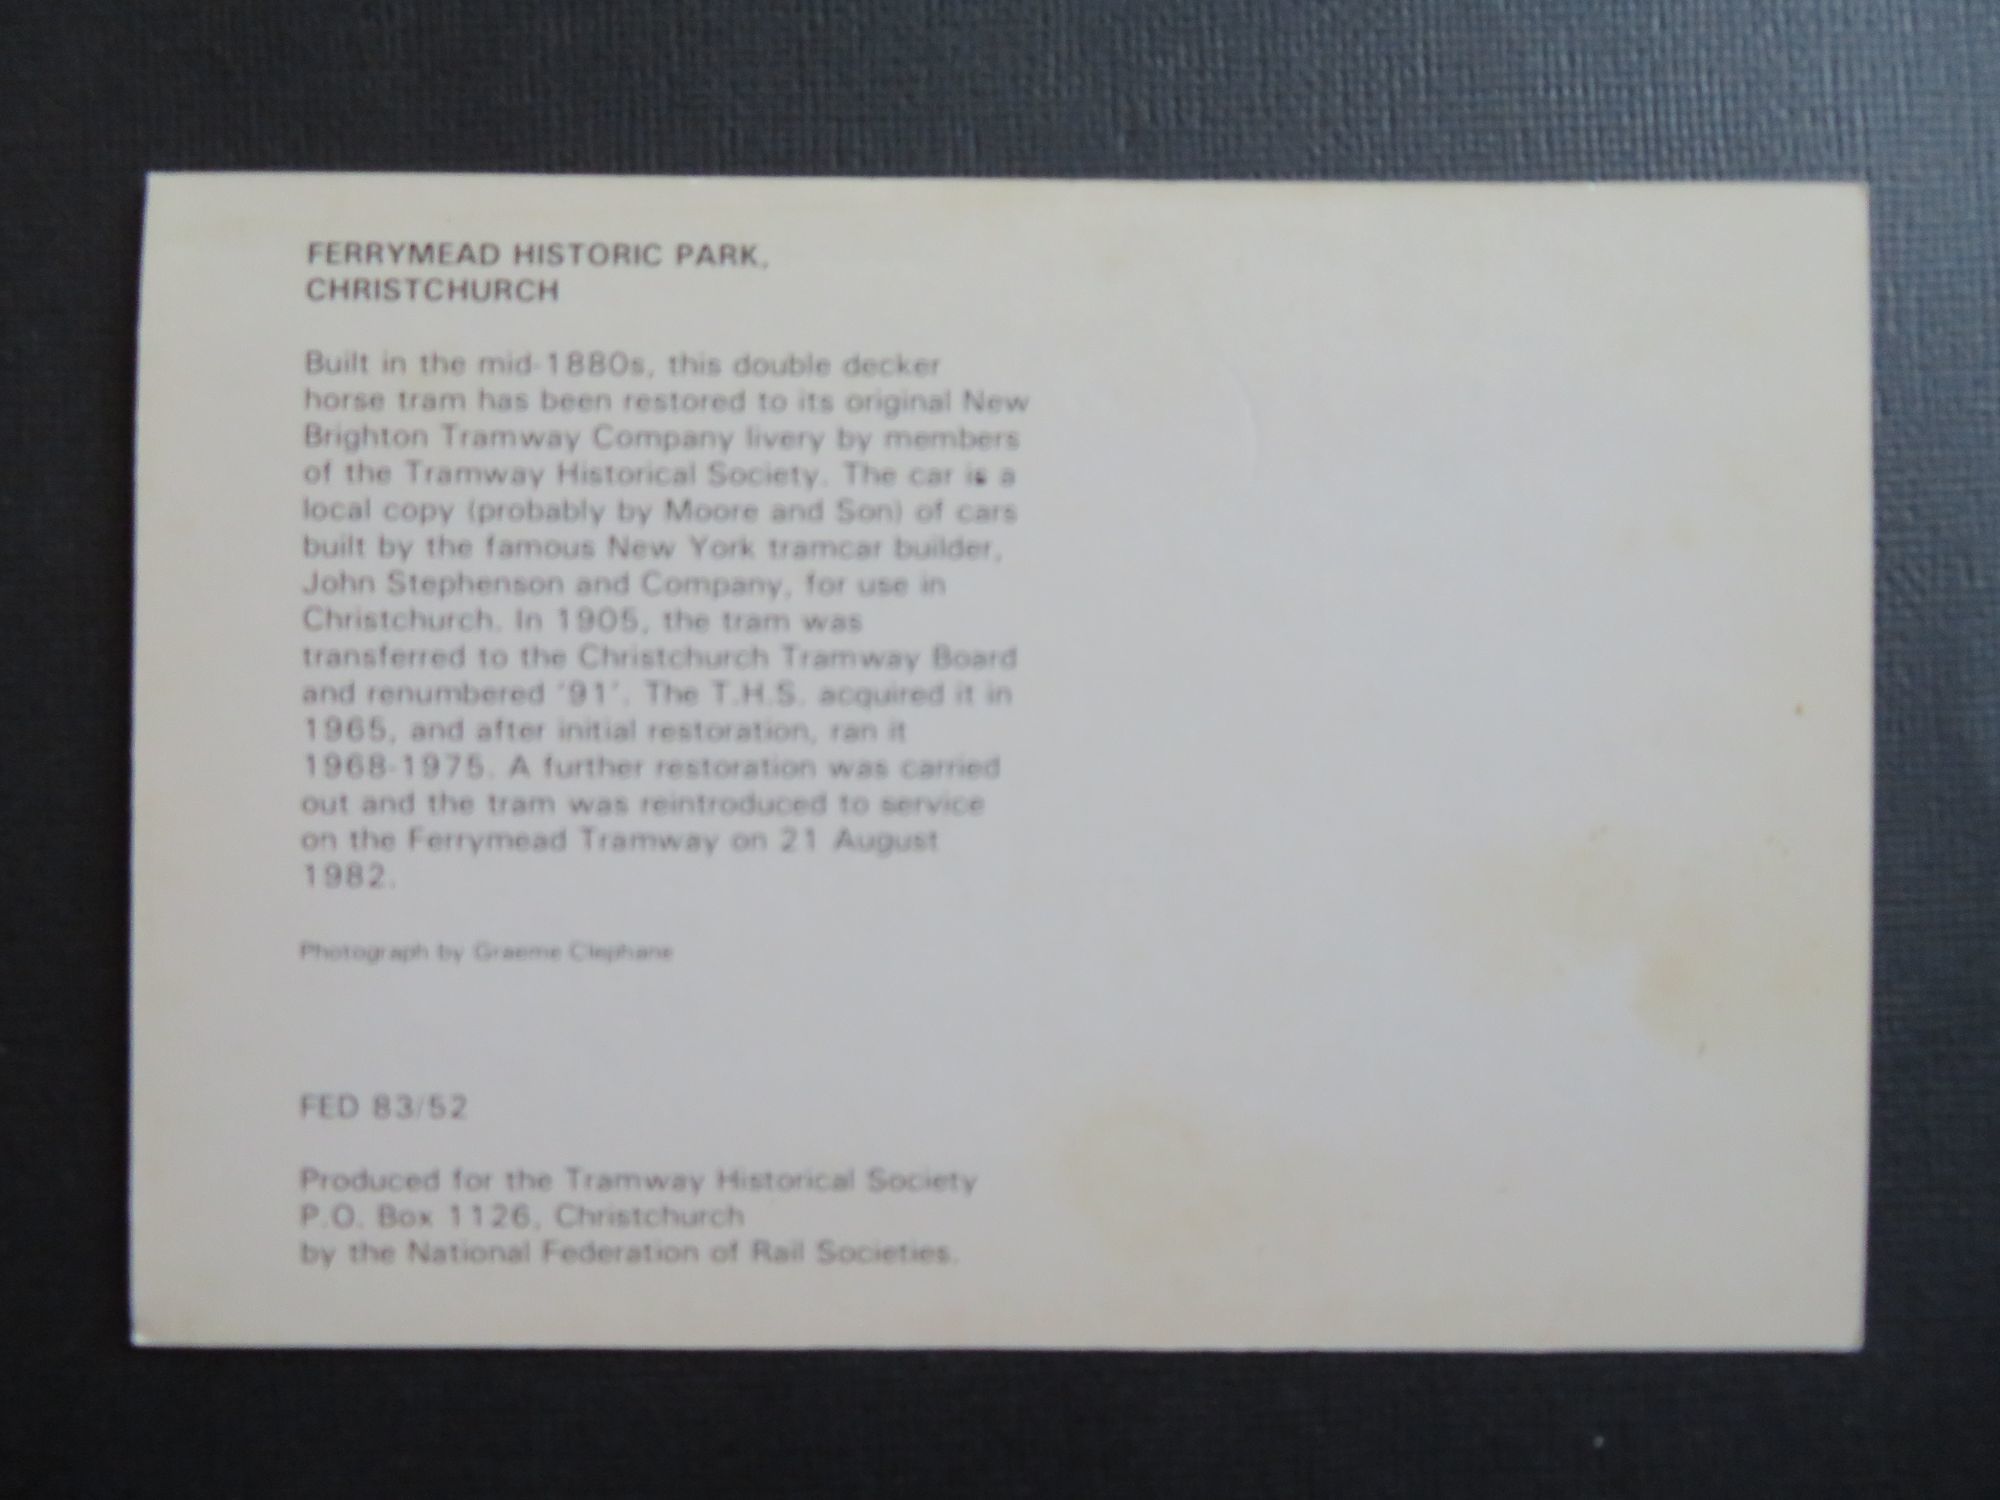 FERRYMEAD HISTORIC PARK,
CHRISTCHURCH
Built in the mid-1880s, this double decker
horse tram has been restored to its original New
Brighton Tramway Company livery by members
of the Tramway Historical Society. The car is a
local copy (probably by Moore and Son) of cars
built by the famous New York tramcar builder,
John Stephenson and Company, for use in
Christchurch. In 1905, the tram was
transferred to the Christchurch Tramway Board
and renumbered '91'. The T.H.S. acquired it in
1965, and after initial restoration, ran it
1968-1975. A further restoration was carried
out and the tram was reintroduced to service
on the Ferrymead Tramway on 21 August
1982.
Photograph by Graeme Clephane
FED 83/52
Produced for the Tramway Historical Society
P.O. Box 1126, Christchurch
by the National Federation of Rail Societies.